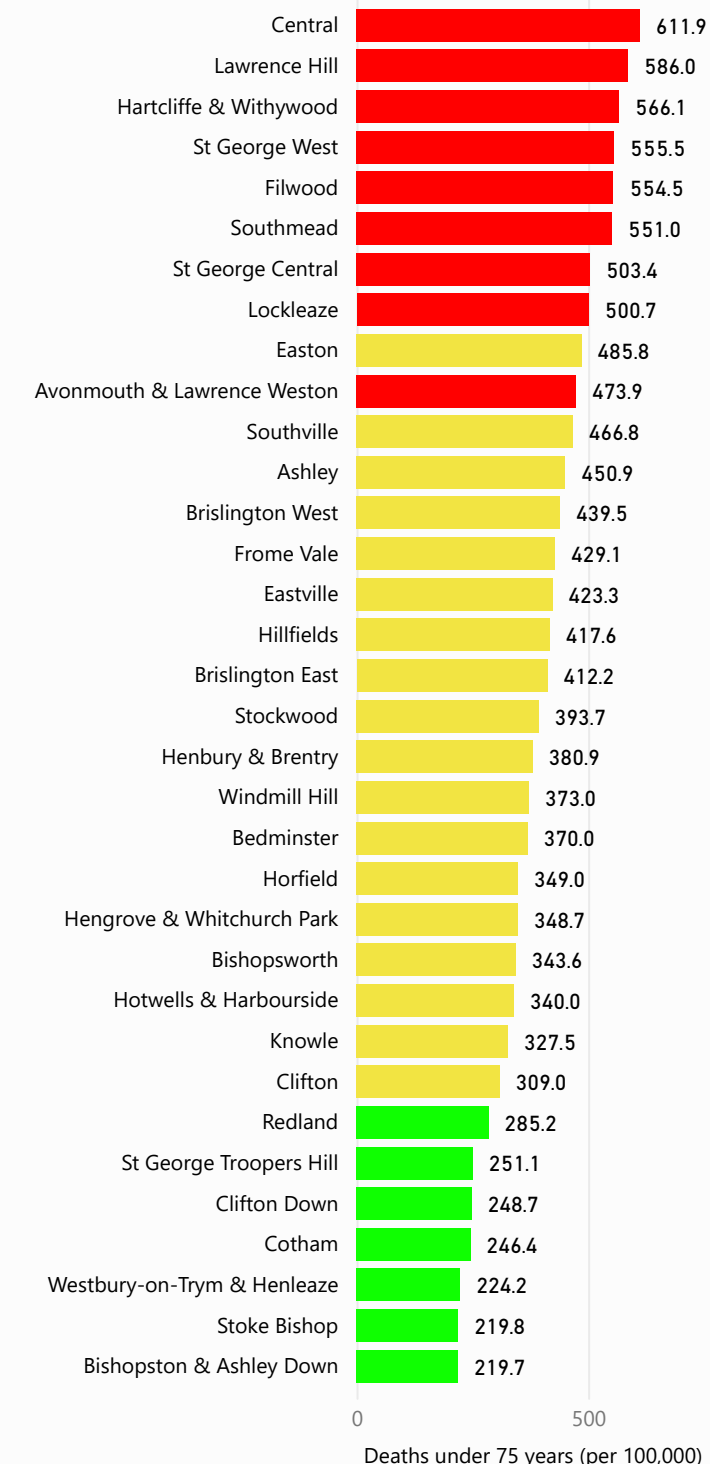 Central 611.9
Lawrence Hill 586.0
Hartcliffe & Withywood 566.1
St George West 555.5
Filwood 554.5
Southmead 551.0
St George Central 503.4
Lockleaze 500.7
Easton 485.8
Avonmouth & Lawrence Weston 473.9
Southville 466.8
Ashley 450.9
Brislington West 439.5
Frome Vale 429.1
Eastville 423.3
Hillfields 417.6
Brislington East 412.2
Stockwood 393.7
Henbury & Brentry 380.9
Windmill Hill 373.0
Bedminster 370.0
Horfield 349.0
Hengrove & Whitchurch Park 348.7
Bishopsworth 343.6
Hotwells & Harbourside 340.0
Knowle 327.5
Clifton 309.0
Redland 285.2
St George Troopers Hill 251.1
Clifton Down 248.7
Cotham 246.4
Westbury-on-Trym & Henleaze 224.2
Stoke Bishop 219.8
Bishopston & Ashley Down 219.7
0 500
Deaths under 75 years (per 100,000)